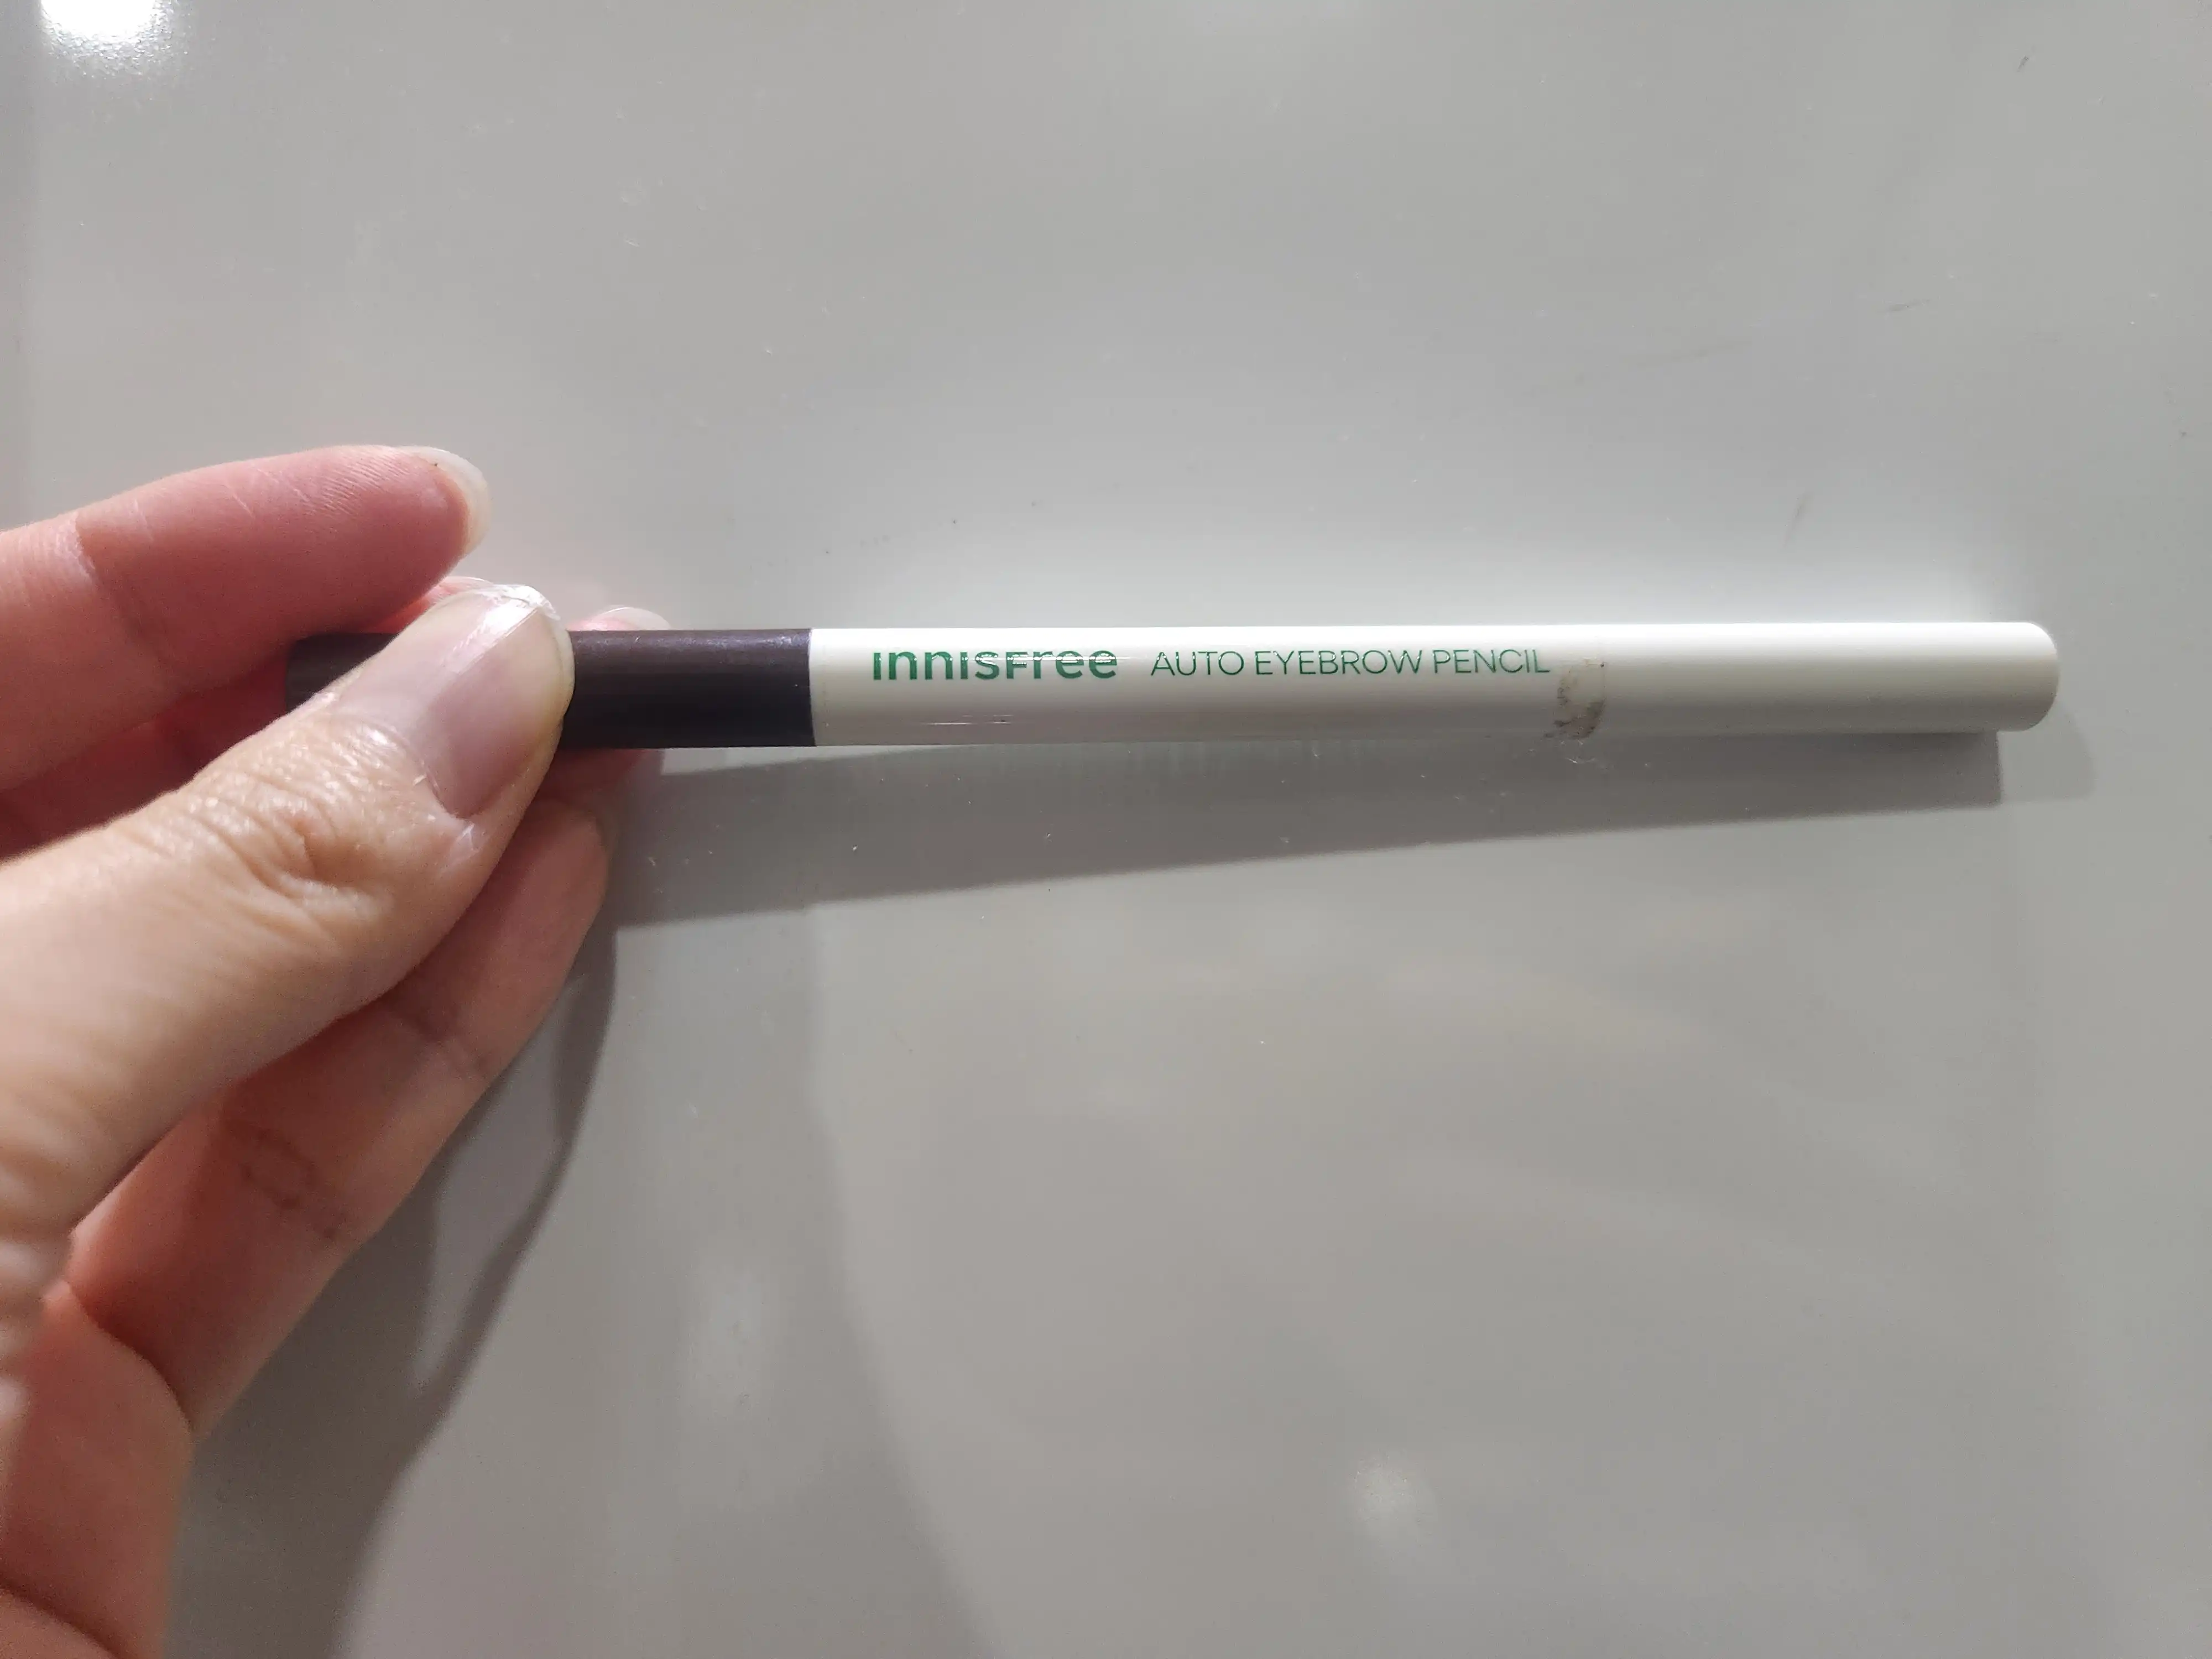 innisfree AUTO EYEBROW PENCIL